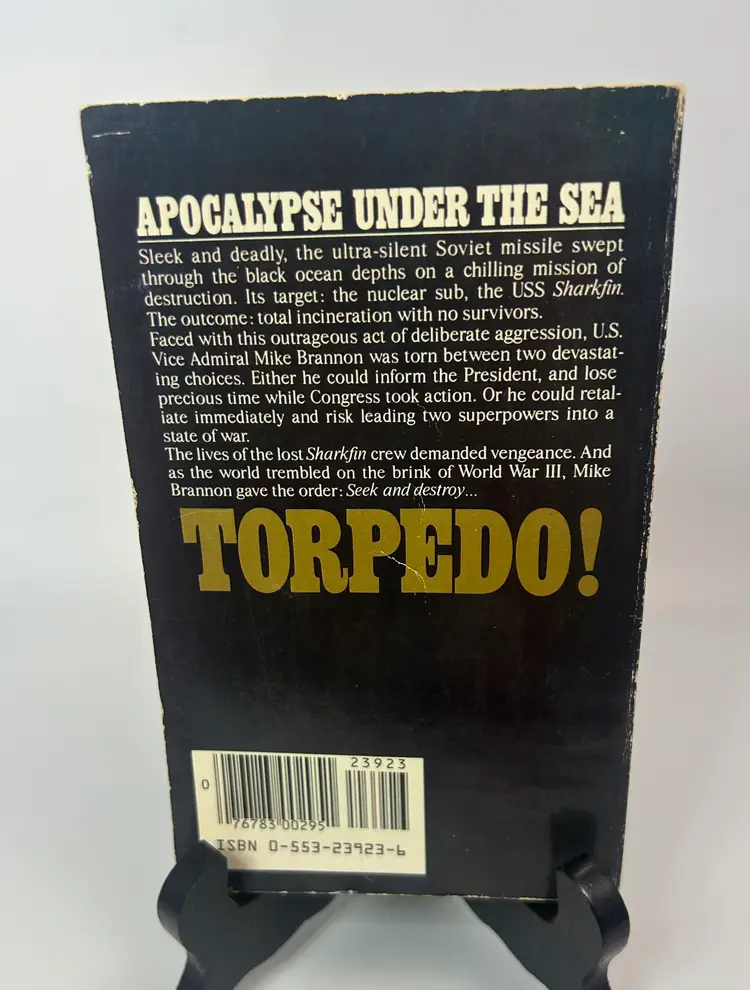 APOCALYPSE UNDER THE SEA
Sleek and deadly, the ultra-silent Soviet missile swept
through the black ocean depths on a chilling mission of
destruction. Its target: the nuclear sub, the USS Sharkfin.
The outcome: total incineration with no survivors.
Faced with this outrageous act of deliberate aggression, U.S.
Vice Admiral Mike Brannon was torn between two devastat-
ing choices. Either he could inform the President, and lose
precious time while Congress took action. Or he could retal-
iate immediately and risk leading two superpowers into a
state of war.
The lives of the lost Sharkfin crew demanded vengeance. And
as the world trembled on the brink of World War III, Mike
Brannon gave the order: Seek and destroy...
TORPEDO!
23923
0
76783 00295
ISBN 0-553-23923-6